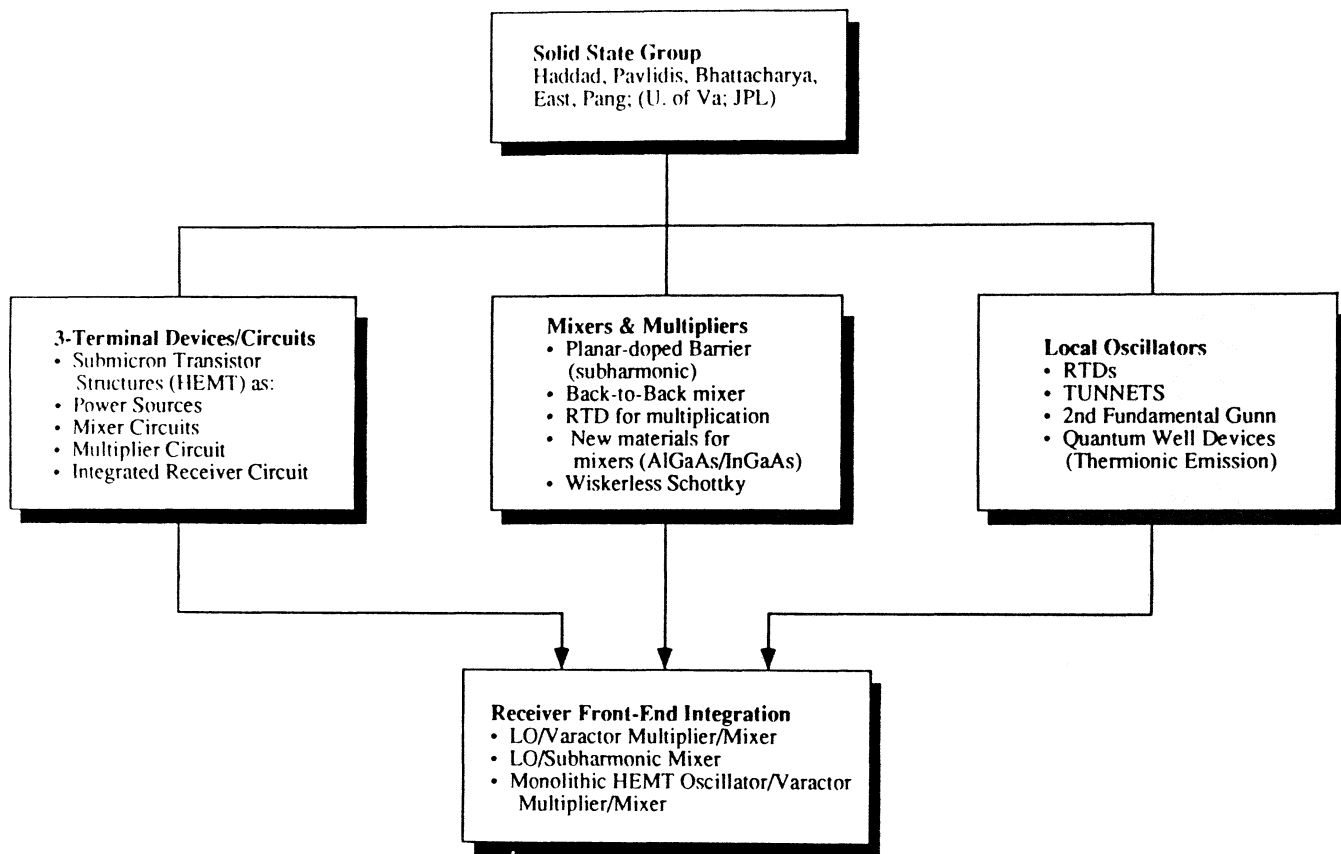 Solid State Group
Haddad, Pavlidis, Bhattacharya,
East, Pang; (U. of Va; JPL)
3-Terminal Devices/Circuits
• Submicron Transistor
Structures (HEMT) as:
• Power Sources
• Mixer Circuits
• Multiplier Circuit
• Integrated Receiver Circuit
Mixers & Multipliers
• Planar-doped Barrier
(subharmonic)
• Back-to-Back mixer
• RTD for multiplication
• New materials for
mixers (AlGaAs/InGaAs)
• Wiskerless Schottky
Local Oscillators
• RTDs
• TUNNETS
• 2nd Fundamental Gunn
• Quantum Well Devices
(Thermionic Emission)
Receiver Front-End Integration
• LO/Varactor Multiplier/Mixer
• LO/Subharmonic Mixer
• Monolithic HEMT Oscillator/Varactor
Multiplier/Mixer